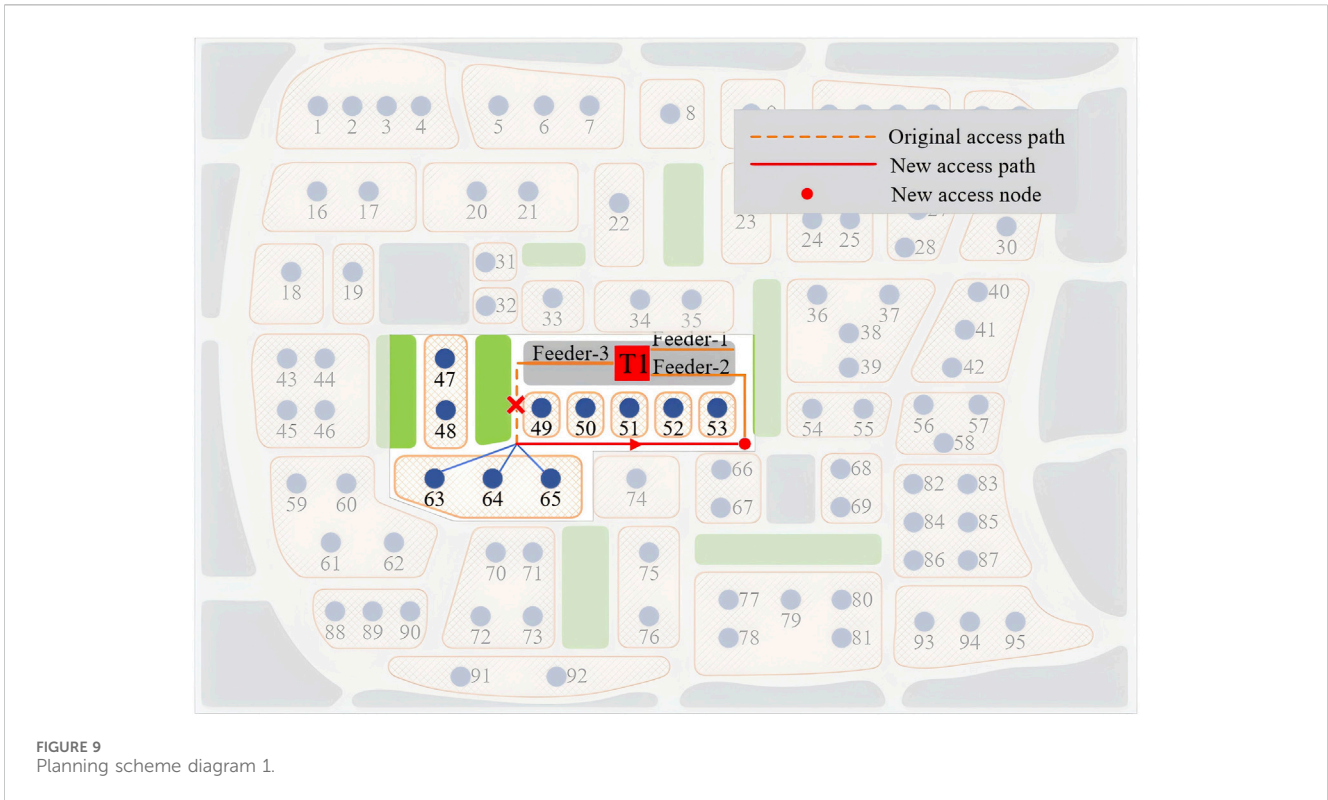 1 2 3 4 5 6 7 8
Original access path
New access path
New access node
16 17 20 21 22 23 24 25 28 30
18 19 31
32 33 34 35 36 37 38 39 40 41 42
Feeder-1
Feeder-3 T1 Feeder-2
43 44 47
45 46 48 49 50 51 52 53 54 55 56 57 58
59 60 63 64 65 74 66 68 82 83
67 69 84 85
61 62 70 71 75 86 87
77 79 80
88 89 90 72 73 76 78 81 93 94 95
91 92
FIGURE 9
Planning scheme diagram 1.